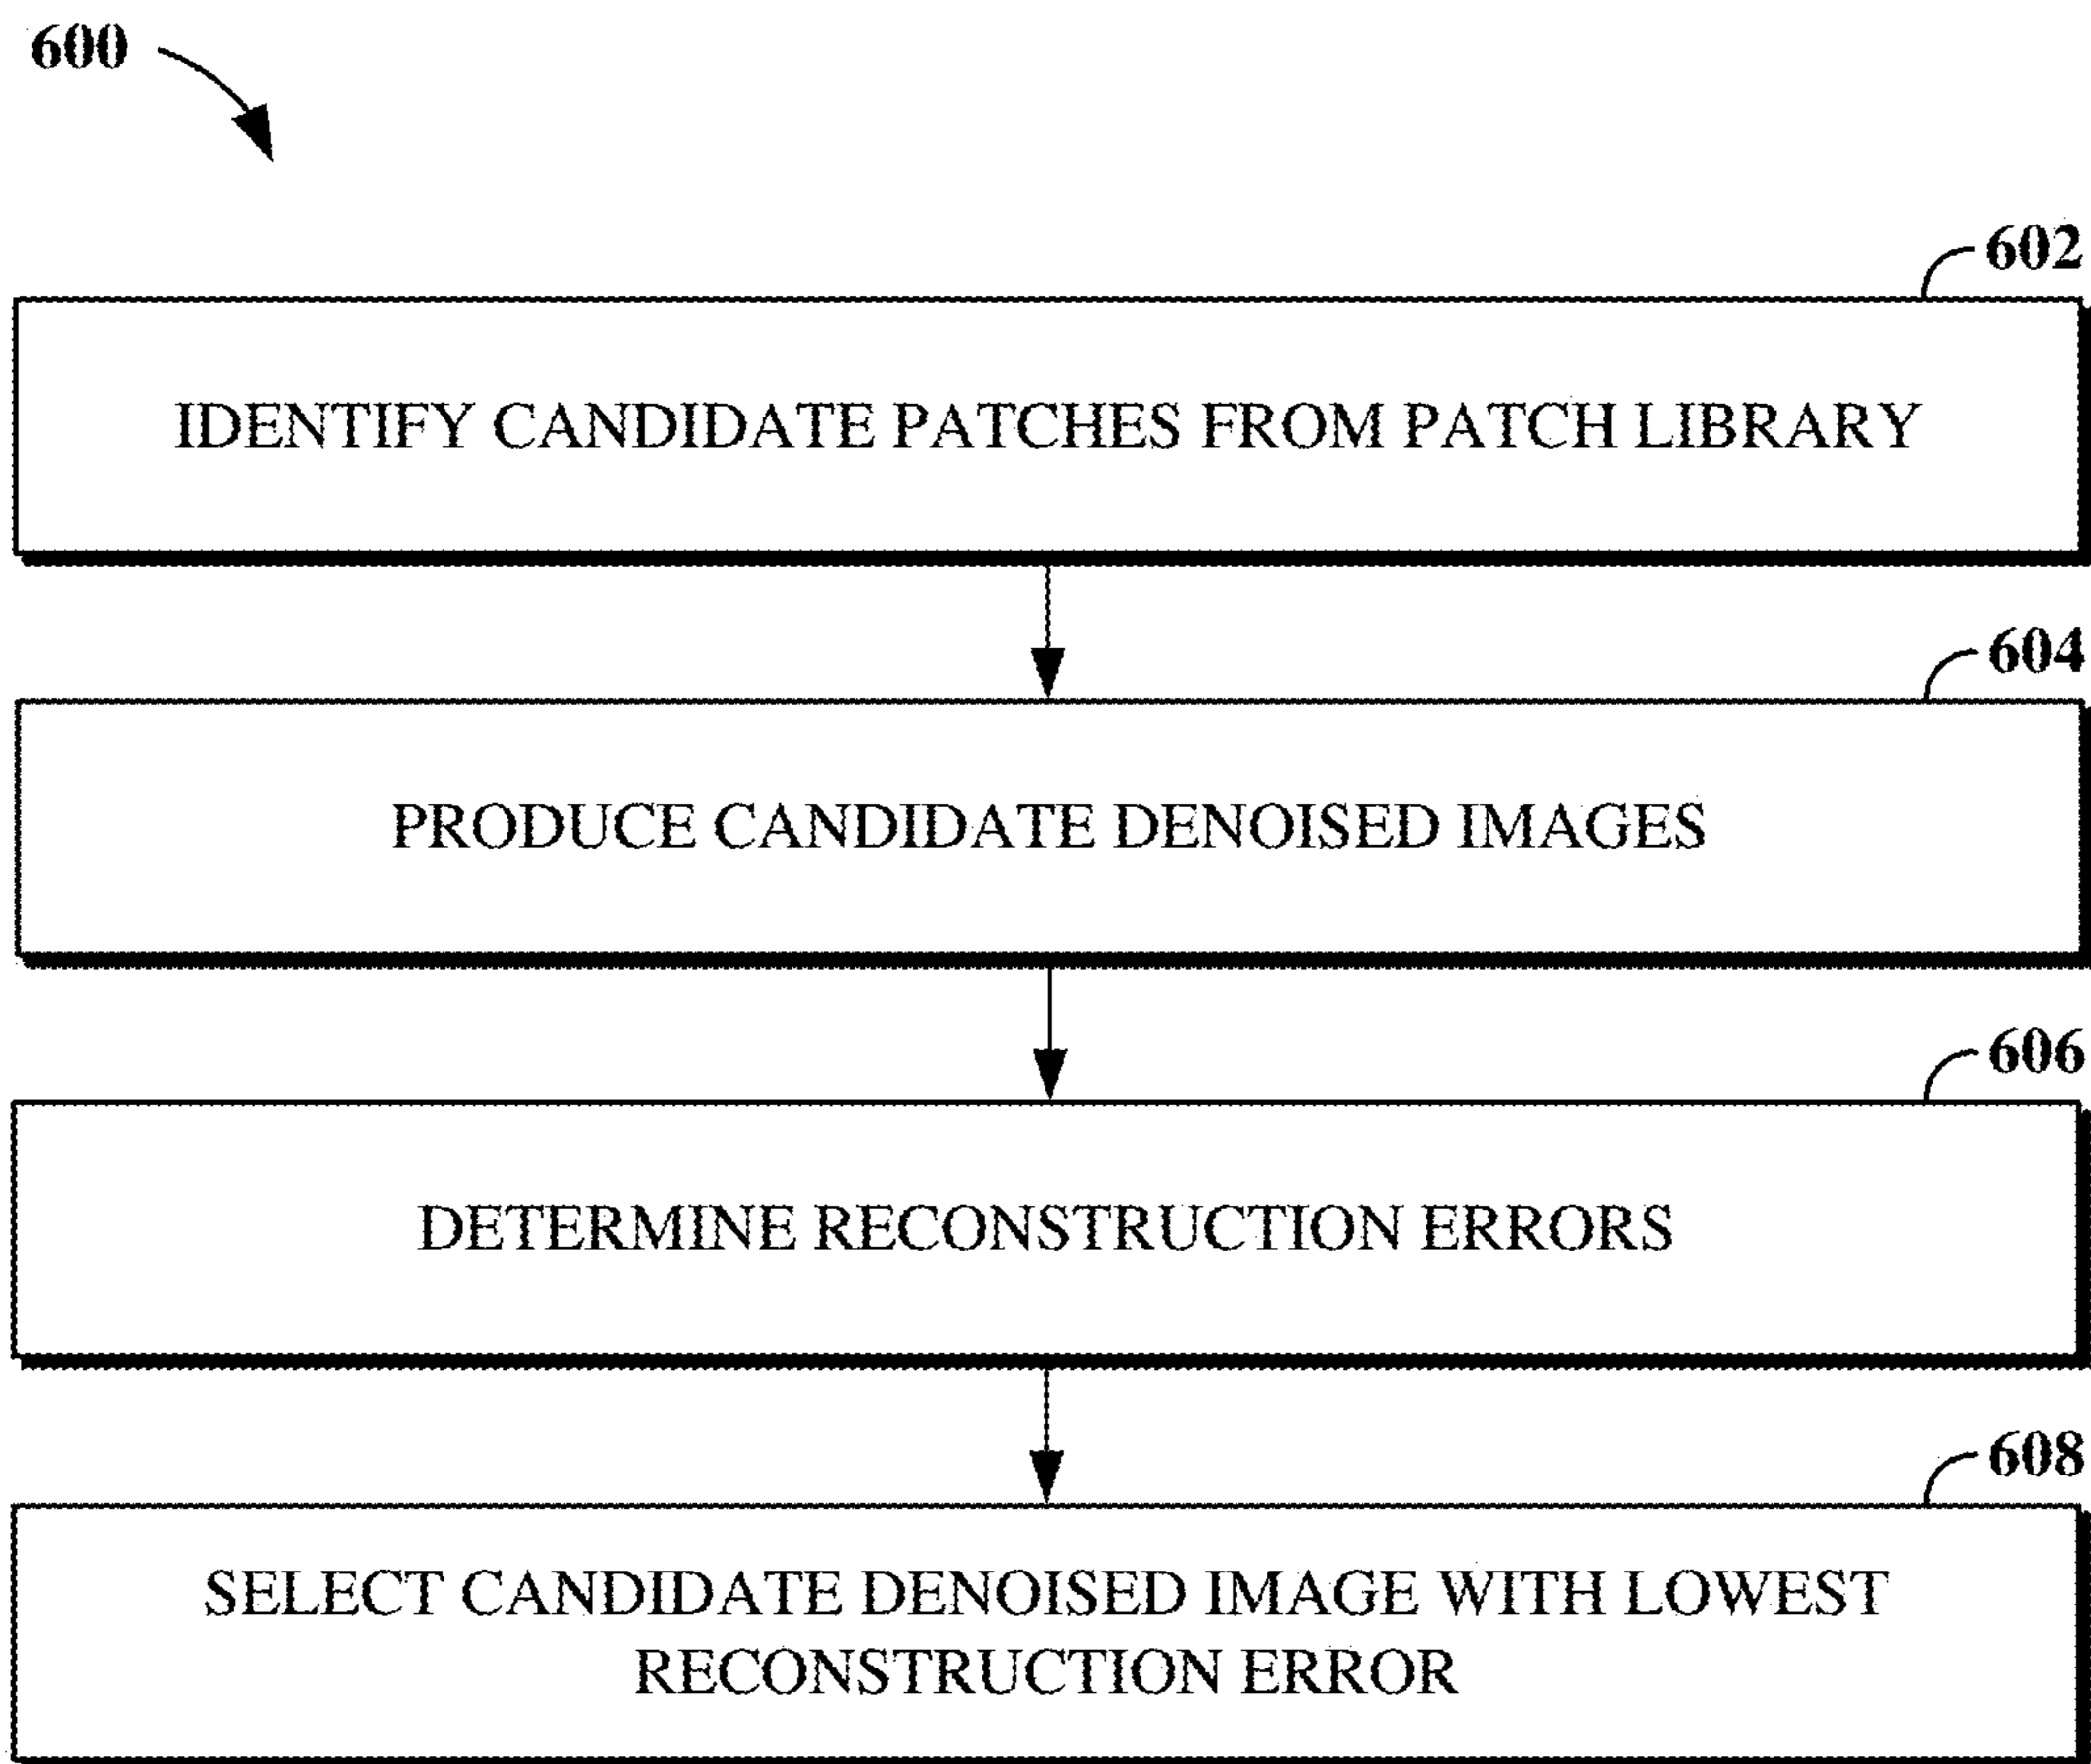 600
602
IDENTIFY CANDIDATE PATCHES FROM PATCH LIBRARY
604
PRODUCE CANDIDATE DENOISED IMAGES
606
DETERMINE RECONSTRUCTION ERRORS
608
SELECT CANDIDATE DENOISED IMAGE WITH LOWEST
RECONSTRUCTION ERROR